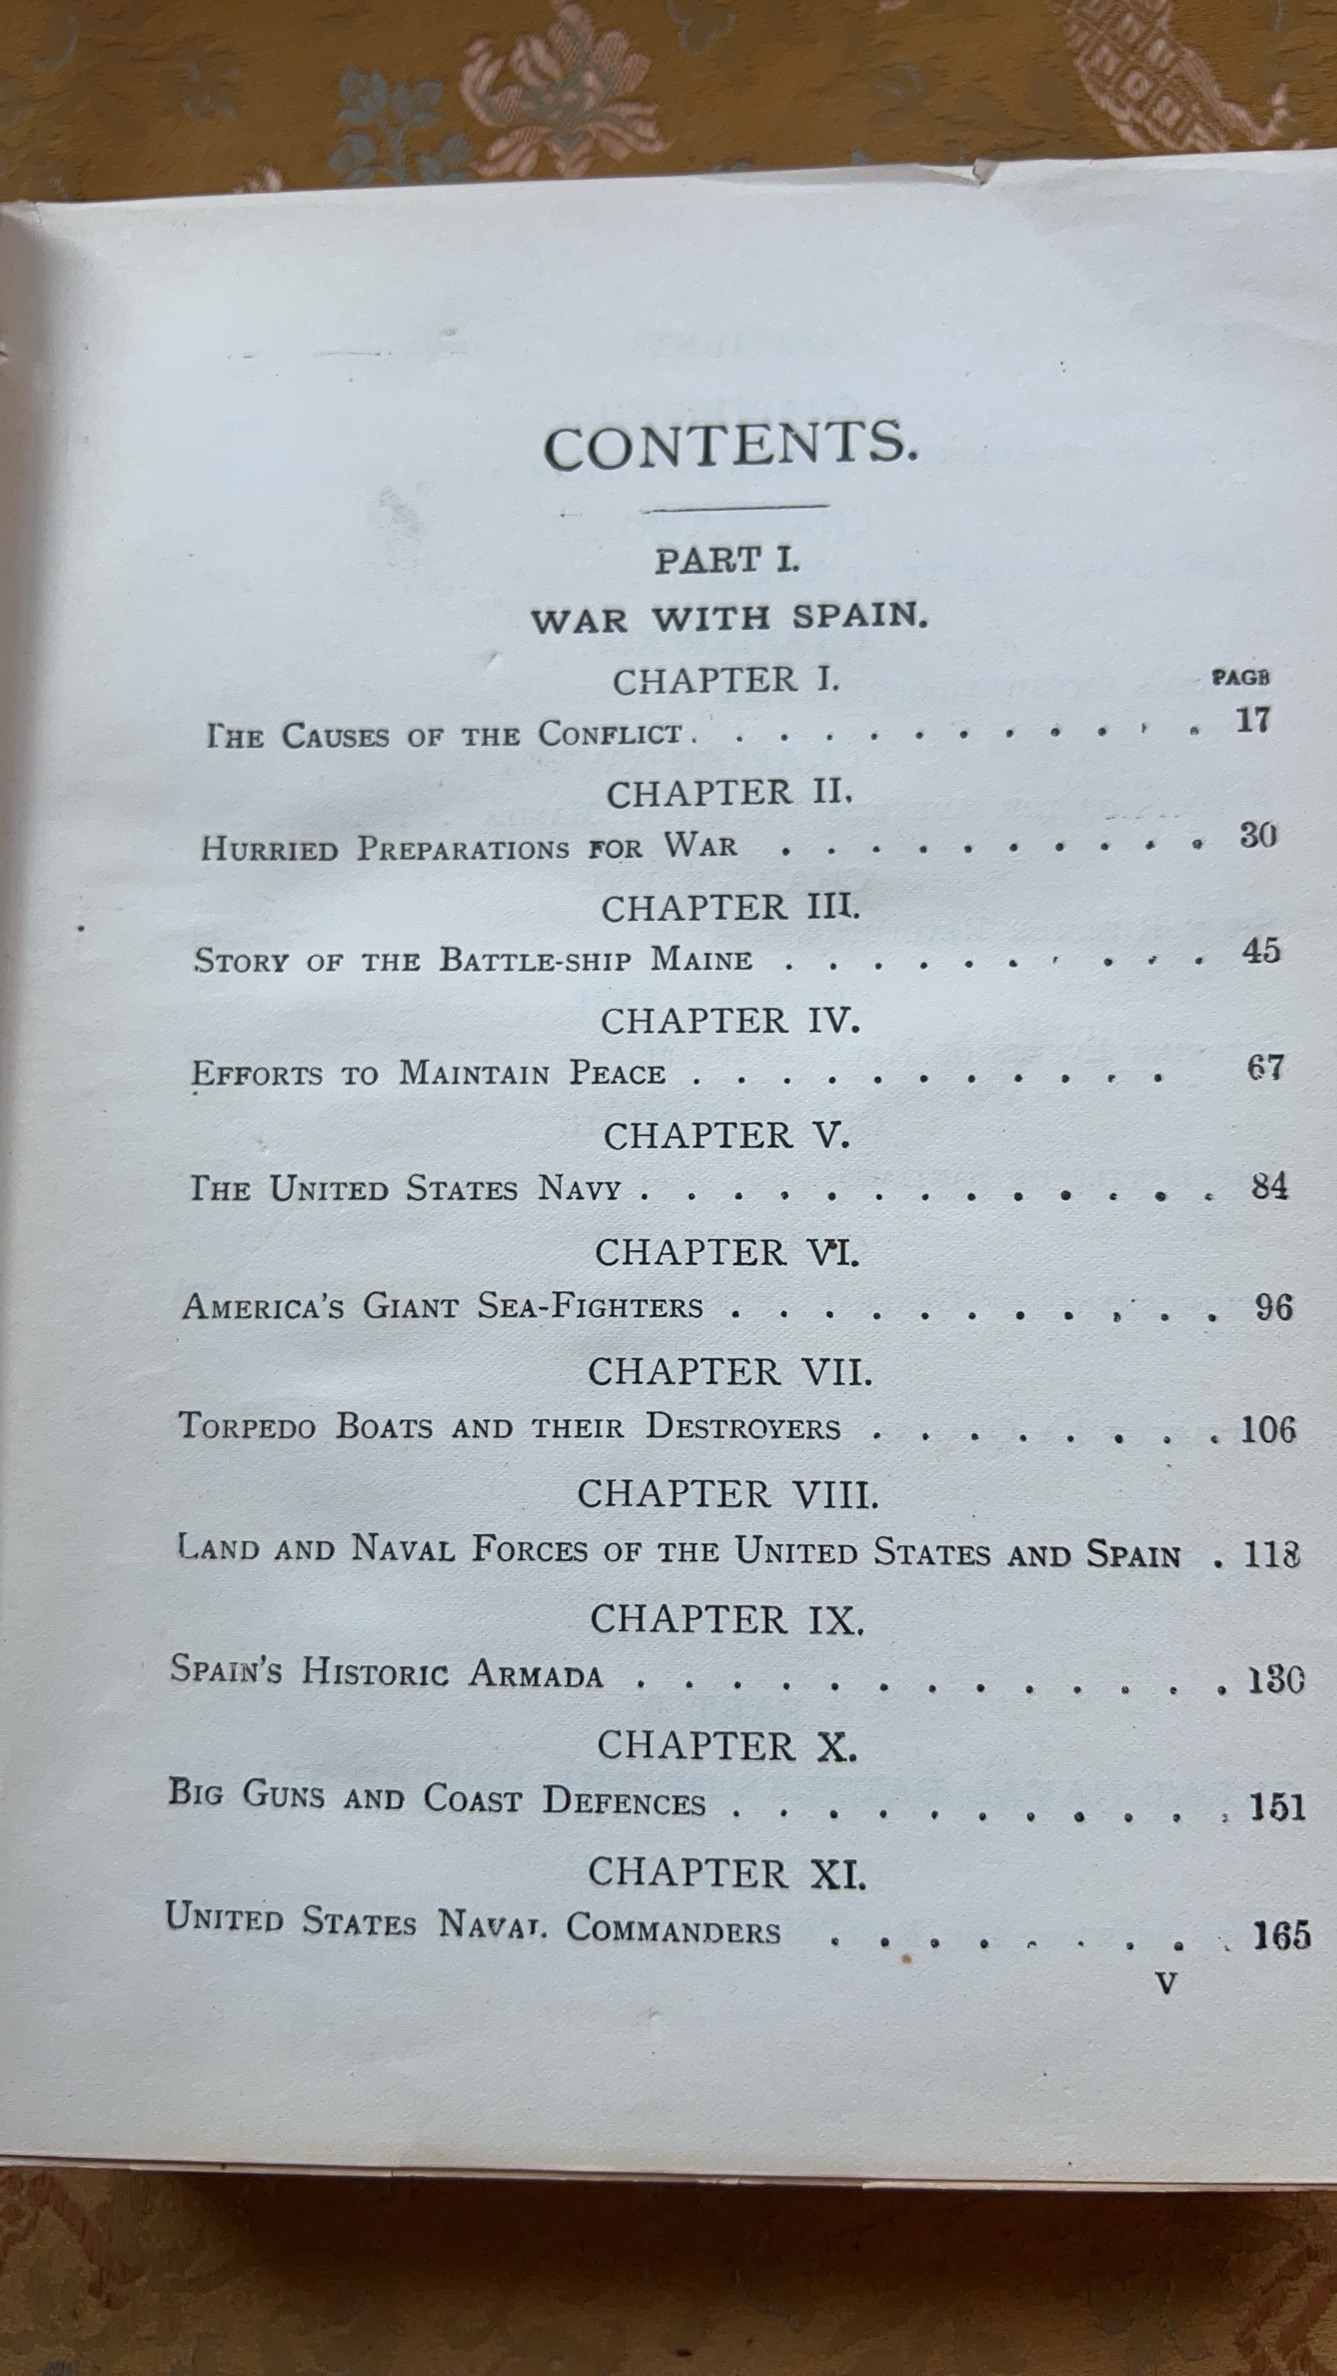 CONTENTS.
PART I.
WAR WITH SPAIN.
CHAPTER I.
PAGE
THE CAUSES OF THE CONFLICT . . . . . . . . . . . . 17
CHAPTER II.
HURRIED PREPARATIONS FOR WAR . . . . . . . . . . 30
CHAPTER III.
STORY OF THE BATTLE-SHIP MAINE . . . . . . . . . . 45
CHAPTER IV.
EFFORTS TO MAINTAIN PEACE . . . . . . . . . . . 67
CHAPTER V.
THE UNITED STATES NAVY . . . . . . . . . . . . . 84
CHAPTER VI.
AMERICA'S GIANT SEA-FIGHTERS . . . . . . . . . . . 96
CHAPTER VII.
TORPEDO BOATS AND THEIR DESTROYERS . . . . . . . . 106
CHAPTER VIII.
LAND AND NAVAL FORCES OF THE UNITED STATES AND SPAIN . 118
CHAPTER IX.
SPAIN'S HISTORIC ARMADA . . . . . . . . . . . . . 130
CHAPTER X.
BIG GUNS AND COAST DEFENCES . . . . . . . . . . . 151
CHAPTER XI.
UNITED STATES NAVAL COMMANDERS . . . . . . . . . 165
V